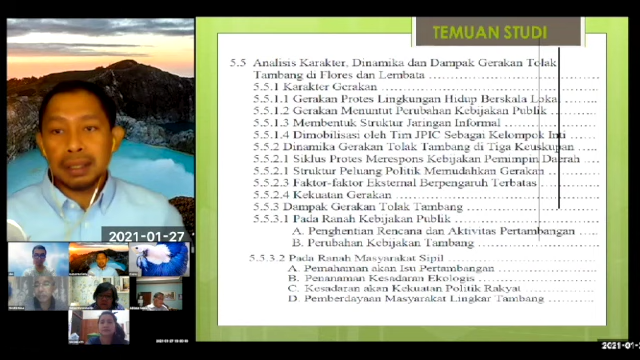 TEMUAN STUDI
5.5 Analisis Karakter, Dinamika dan Dampak Gerakan Tolak
Tambang di Flores dan Lembata
5.5.1 Karakter Gerakan
5.5.1.1 Gerakan Protes Lingkungan Hidup Berskala Lokal
5.5.1.2 Gerakan Menuntut Perubahan Kebijakan Publik
5.5.1.3 Membentuk Struktur Jaringan Informal
5.5.1.4 Dimobilisasi oleh Tim JPIC Sebagai Kelompok Inti
5.5.2 Dinamika Gerakan Tolak Tambang di Tiga Keuskupan
5.5.2.1 Siklus Protes Merespons Kebijakan Pemimpin Daerah
5.5.2.1 Struktur Peluang Politik Memudahkan Gerakan
5.5.2.3 Faktor-faktor Eksternal Berpengaruh Terbatas
5.5.2.4 Kekuatan Gerakan
5.5.3 Dampak Gerakan Tolak Tambang
5.5.3.1 Pada Ranah Kebijakan Publik
A. Penghentian Rencana dan Aktivitas Pertambangan
B. Perubahan Kebijakan Tambang
5.5.3.2 Pada Ranah Masyarakat Sipil
A. Pemahaman akan Isu Pertambangan
B. Penanaman Kesadaran Ekologis
C. Kesadaran akan Kekuatan Politik Rakyat
D. Pemberdayaan Masyarakat Lingkar Tambang
2021-01-27
2021-01-2